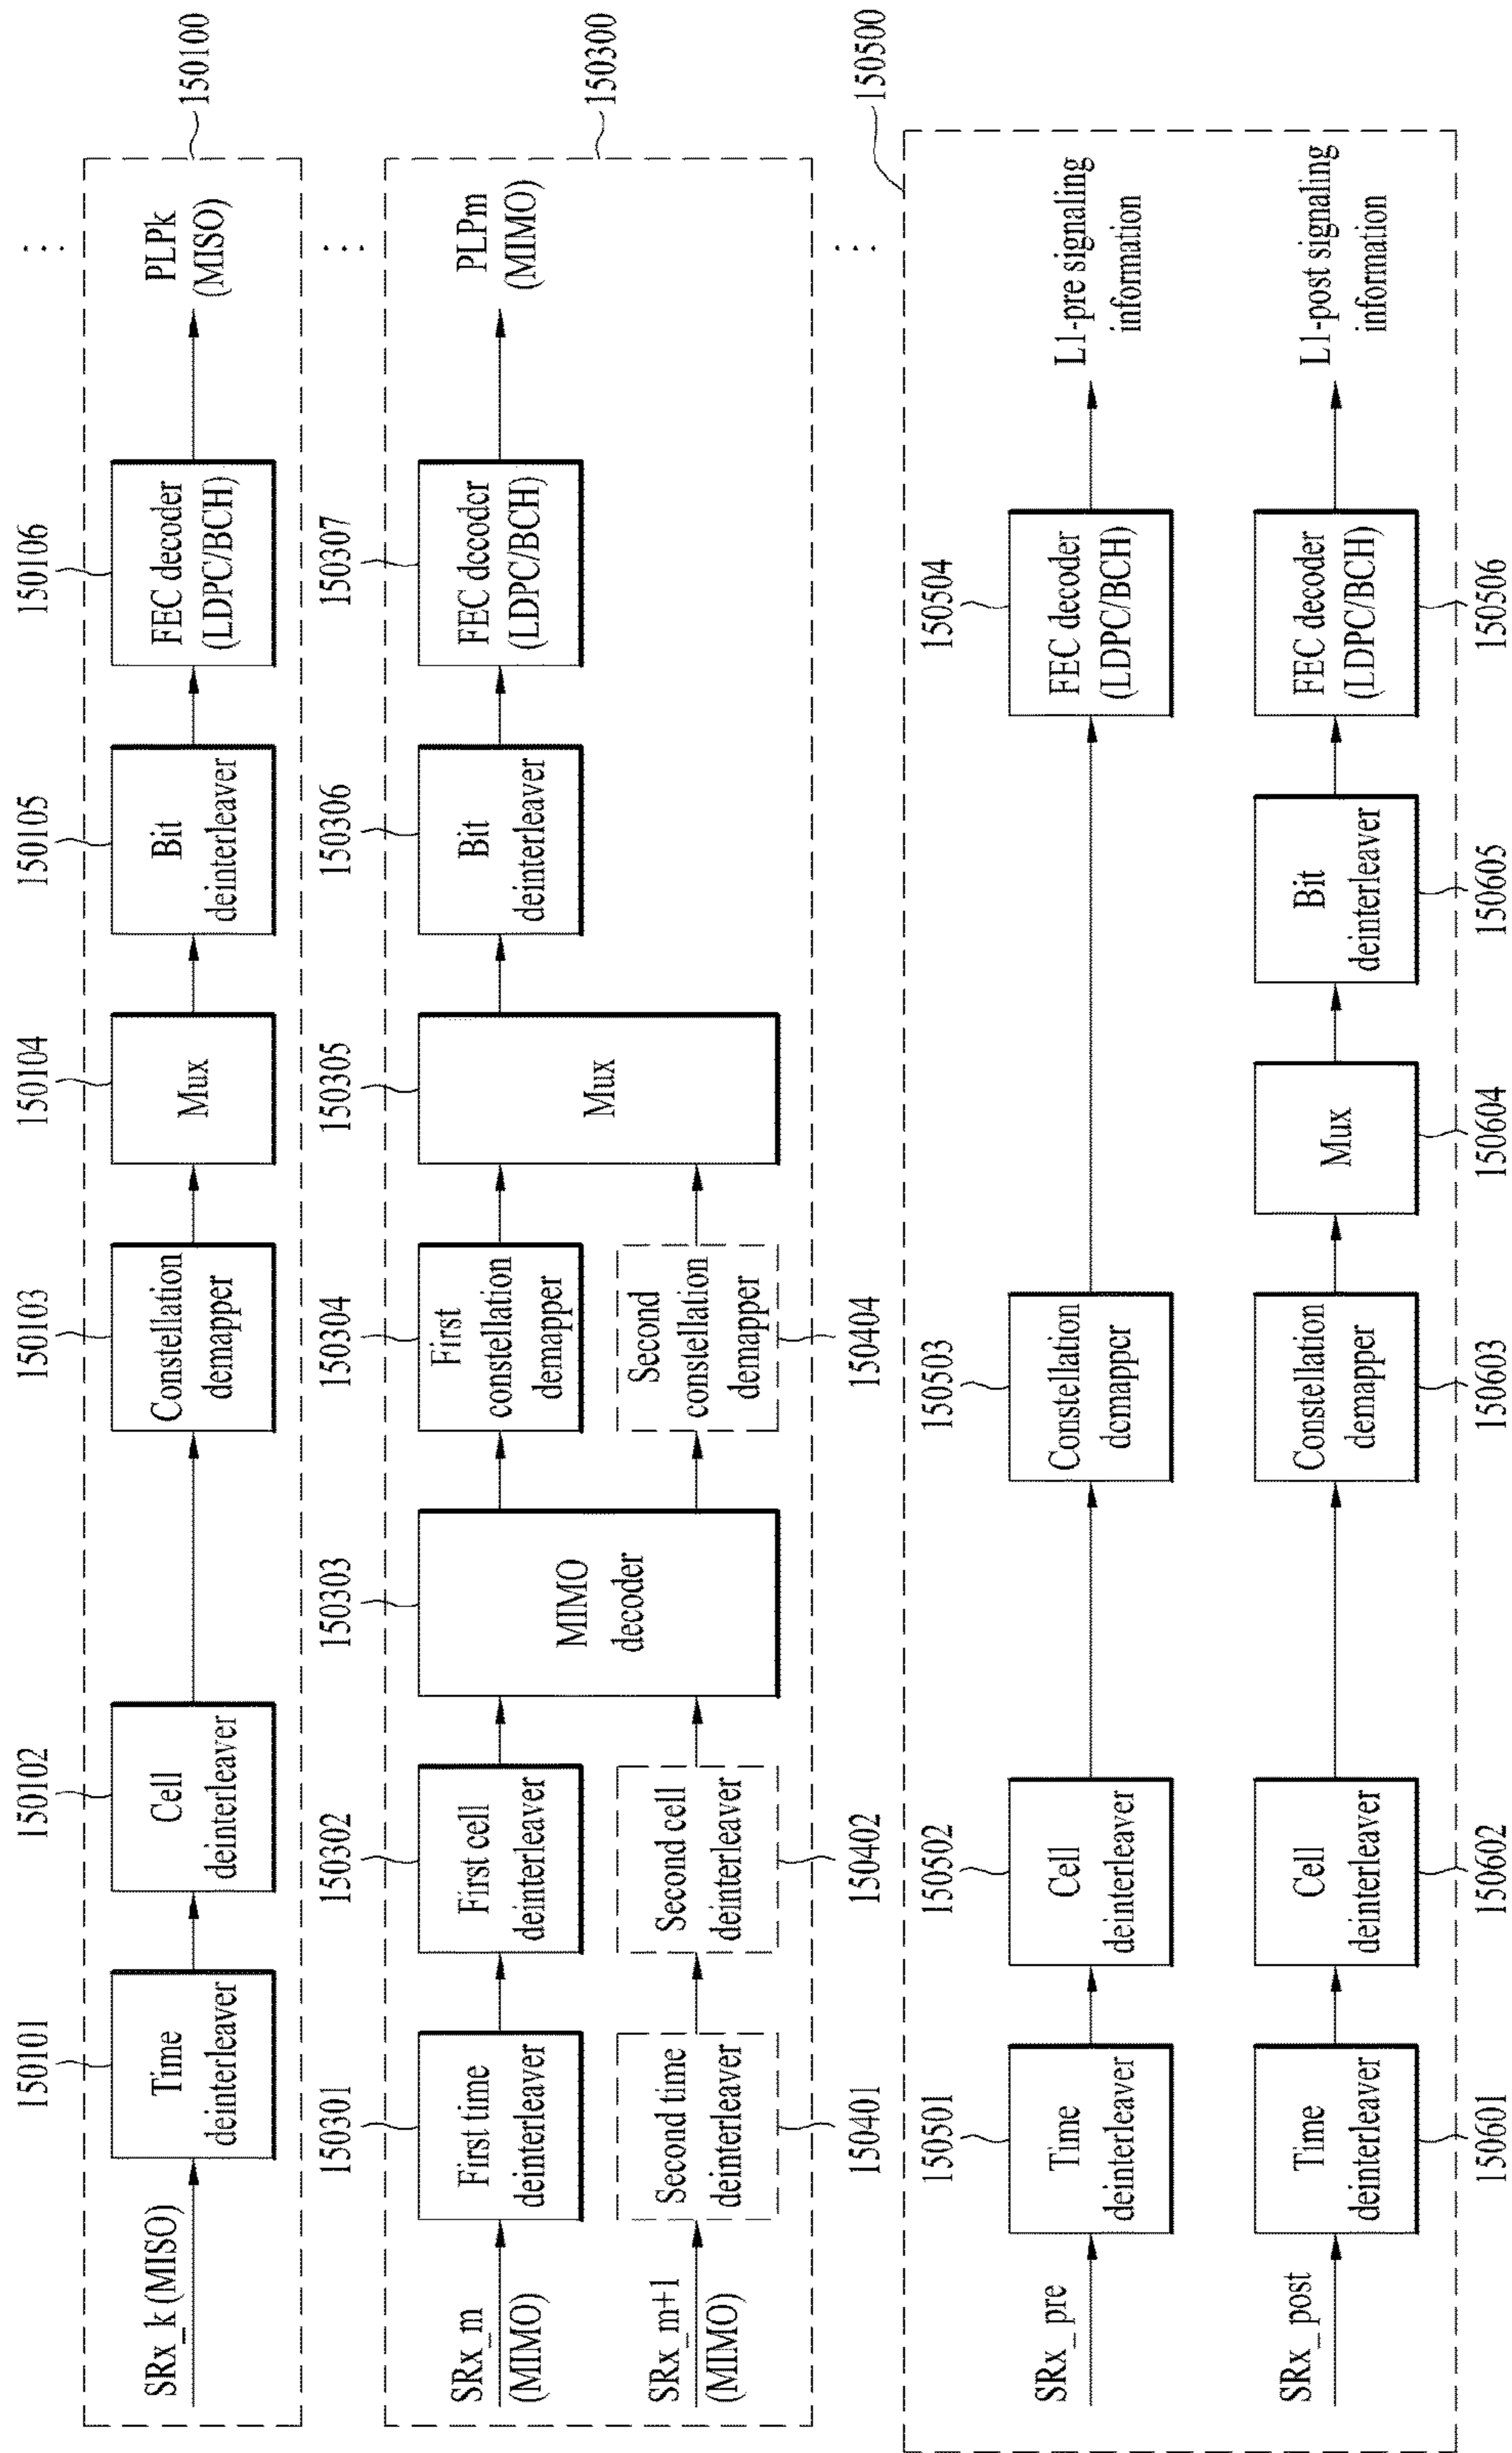 150101
150102
150103
150104
150105
150106
⋮
SRx_k (MISO)
Time
deinterleaver
Cell
deinterleaver
Constellation
demapper
Mux
Bit
deinterleaver
FEC decoder
(LDPC/BCH)
PLPk
(MISO)
150100
150301
150302
150303
150304
150305
150306
150307
⋮
SRx_m
(MIMO)
First time
deinterleaver
First cell
deinterleaver
MIMO
decoder
First
constellation
demapper
Mux
Bit
deinterleaver
FEC dccodcr
(LDPC/BCH)
PLPm
(MIMO)
150300
SRx_m+1
(MIMO)
Second time
deinterleaver
Second cell
deinterleaver
Second
constellation
demapper
150401
150402
150404
⋮
150500
150501
150502
150503
150504
SRx_pre
Time
deinterleaver
Cell
deinterleaver
Constellation
dcmapper
FEC decoder
(LDPC/BCH)
L1-pre signaling
information
SRx_post
Time
deinterleaver
Cell
deinterleaver
Constellation
demapper
Mux
Bit
deinterleaver
FEC decoder
(LDPC/BCH)
L1-post signaling
information
150601
150602
150603
150604
150605
150506